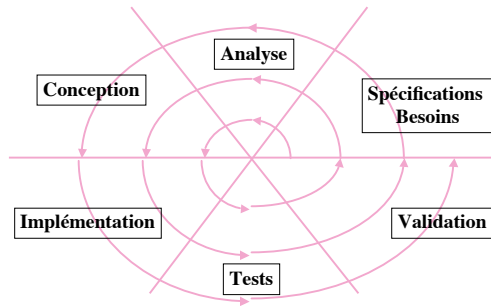 Analyse
Conception
Spécifications
Besoins
Implémentation
Validation
Tests